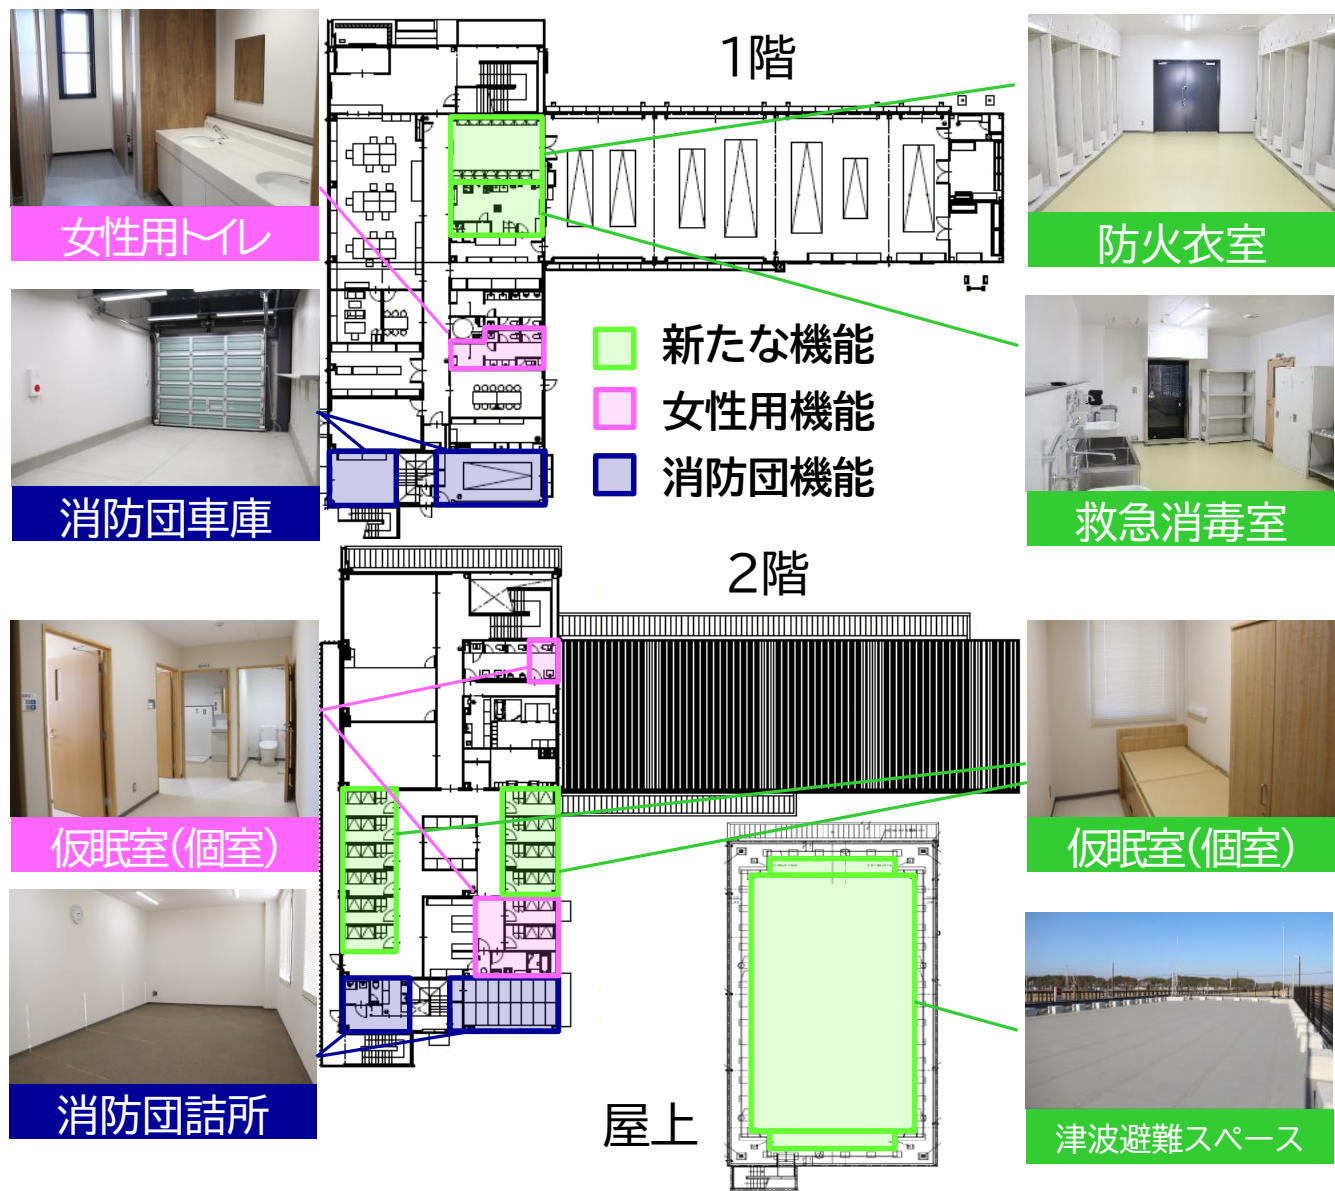 1階
女性用トイレ
防火衣室
新たな機能
女性用機能
消防団機能
消防団車庫
救急消毒室
2階
仮眠室(個室)
仮眠室(個室)
消防団詰所
屋上
津波避難スペース